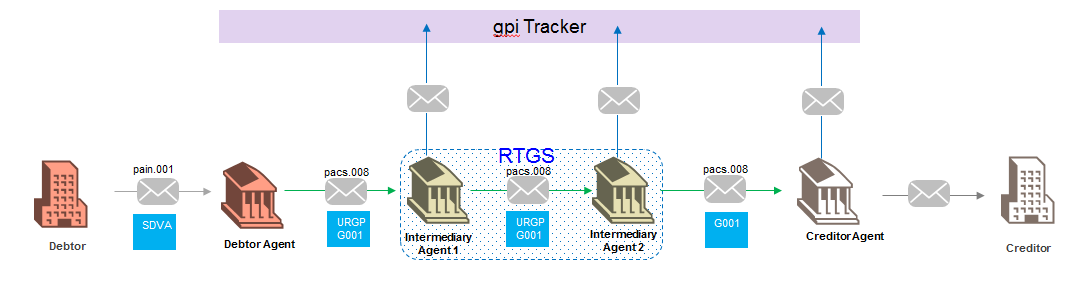 gpi Tracker
RTGS
pain.001
pacs.008
pacs.008
pacs.008
SDVA
URGP
G001
URGP
G001
G001
Debtor
Debtor Agent
Intermediary
Agent 1
Intermediary
Agent 2
Creditor Agent
Creditor